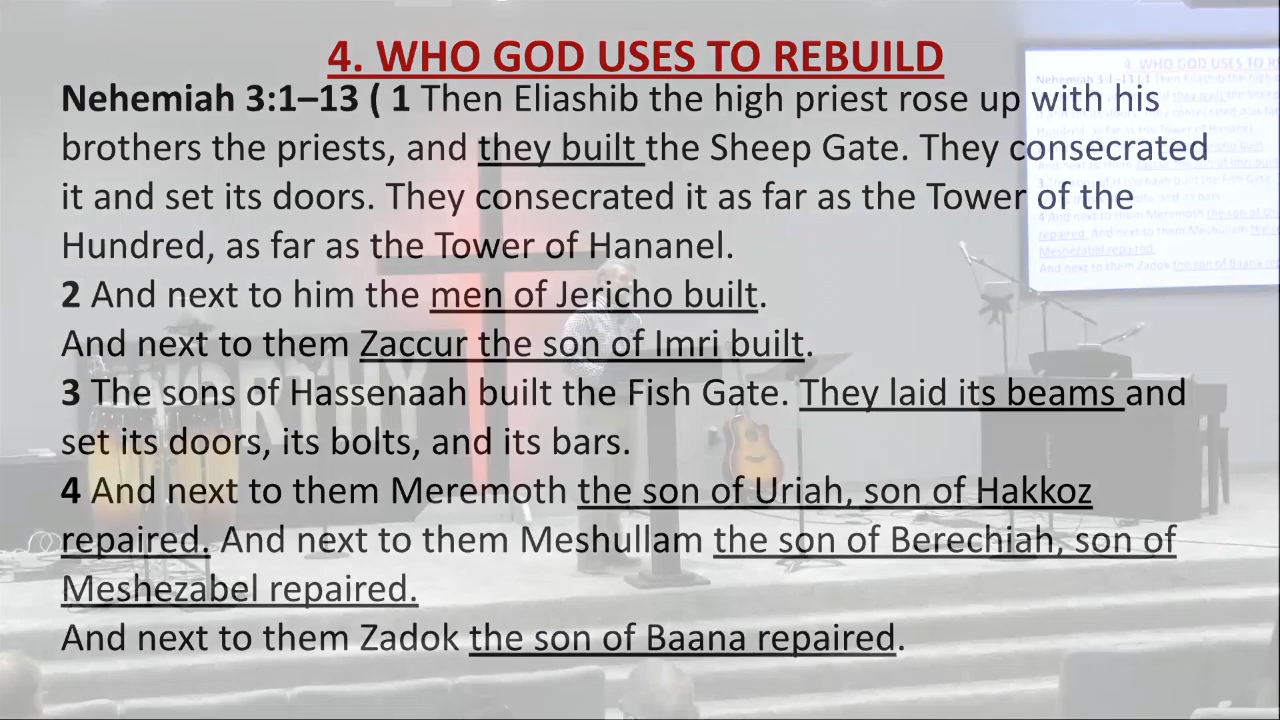 4. WHO GOD USES TO REBUILD
Nehemiah 3:1–13 ( 1 Then Eliashib the high priest rose up with his
brothers the priests, and they built the Sheep Gate. They consecrated
it and set its doors. They consecrated it as far as the Tower of the
Hundred, as far as the Tower of Hananel.
2 And next to him the men of Jericho built.
And next to them Zaccur the son of Imri built.
3 The sons of Hassenaah built the Fish Gate. They laid its beams and
set its doors, its bolts, and its bars.
4 And next to them Meremoth the son of Uriah, son of Hakkoz
repaired. And next to them Meshullam the son of Berechiah, son of
Meshezabel repaired.
And next to them Zadok the son of Baana repaired.